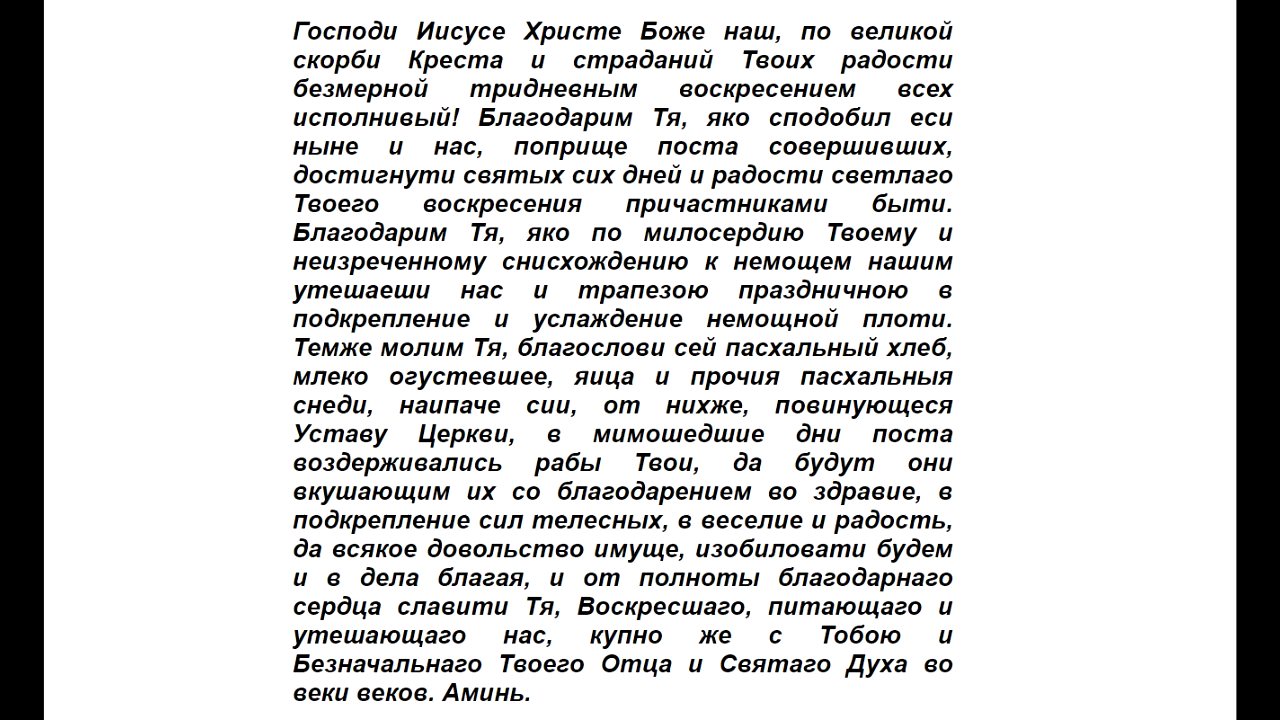 Господи Иисусе Христе Боже наш, по великой
скорби Креста и страданий Твоих радости
безмерной тридневным воскресением всех
исполнивый! Благодарим Тя, яко сподобил еси
ныне и нас, поприще поста совершивших,
достигнути святых сих дней и радости светлаго
Твоего воскресения причастниками быти.
Благодарим Тя, яко по милосердию Твоему и
неизреченному снисхождению к немощем нашим
утешаеши нас и трапезою праздничною в
подкрепление и услаждение немощной плоти.
Темже молим Тя, благослови сей пасхальный хлеб,
млеко огустевшее, яица и прочия пасхальныя
снеди, наипаче сии, от нихже, повинующеся
Уставу Церкви, в мимошедшие дни поста
воздерживались рабы Твои, да будут они
вкушающим их со благодарением во здравие, в
подкрепление сил телесных, в веселие и радость,
да всякое довольство имуще, изобиловати будем
и в дела благая, и от полноты благодарнаго
сердца славити Тя, Воскресшаго, питающаго и
утешающаго нас, купно же с Тобою и
Безначальнаго Твоего Отца и Святаго Духа во
веки веков. Аминь.